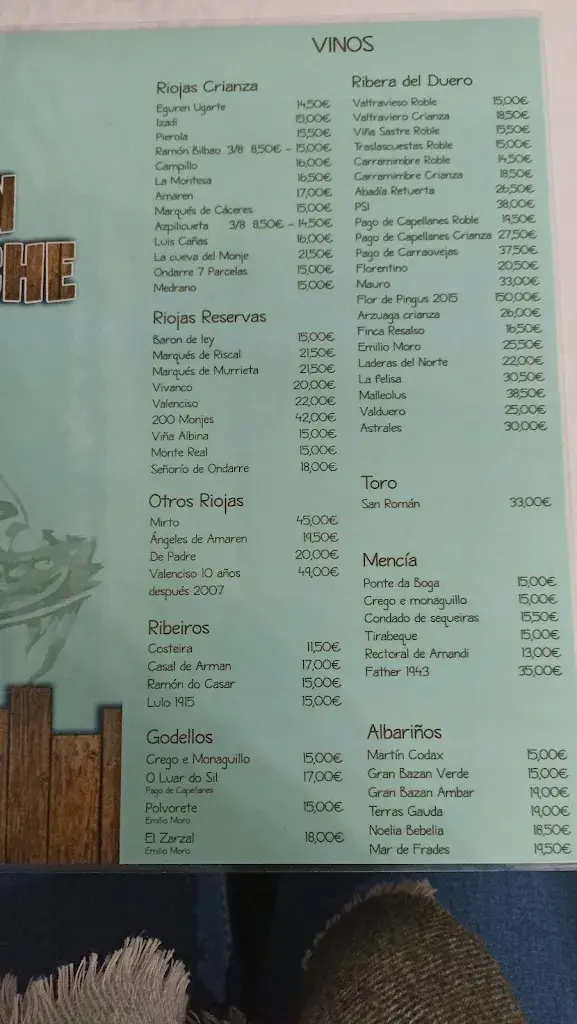 N
CHE
VINOS
Riojas Crianza
Eguren Ugarte 14,50€
Izadi 15,00€
Pierola 15,50€
Ramón Bilbao 3/8 8,50€ - 15,00€
Campillo 16,00€
La Montesa 16,50€
Amaren 17,00€
Marqués de Cáceres 15,00€
Azpilicueta 3/8 8,50€ - 14,50€
Luis Cañas 16,00€
La cueva del Monje 21,50€
Ondarre 7 Parcelas 15,00€
Medrano 15,00€
Riojas Reservas
Baron de ley 15,00€
Marqués de Riscal 21,50€
Marqués de Murrieta 21,50€
Vivanco 20,00€
Valenciso 22,00€
200 Monjes 42,00€
Viña Albina 15,00€
Monte Real 15,00€
Señorío de Ondarre 18,00€
Otros Riojas
Mirto 45,00€
Ángeles de Amaren 19,50€
De Padre 20,00€
Valenciso 10 años 49,00€
después 2007
Ribeiros
Costeira 11,50€
Casal de Arman 17,00€
Ramón do Casar 15,00€
Lulo 1915 15,00€
Godellos
Crego e Monaguillo 15,00€
O Luar do Sil 17,00€
Pago de Capellanes
Polvorete 15,00€
Emilio Moro
El Zarzal 18,00€
Emilio Moro
Ribera del Duero
Valtravieso Roble 15,00€
Valtraviero Crianza 18,50€
Viña Sastre Roble 15,50€
Traslascuestas Roble 15,00€
Carramimbre Roble 14,50€
Carramimbre Crianza 18,50€
Abadía Retuerta 26,50€
PSI 38,00€
Pago de Capellanes Roble 19,50€
Pago de Capellanes Crianza 27,50€
Pago de Carraovejas 37,50€
Florentino 20,50€
Mauro 33,00€
Flor de Pingus 2015 150,00€
Arzuaga crianza 26,00€
Finca Resalso 16,50€
Emilio Moro 25,50€
Laderas del Norte 22,00€
La felisa 30,50€
Malleolus 38,50€
Valduero 25,00€
Astrales 30,00€
Toro
San Román 33,00€
Mencía
Ponte da Boga 15,00€
Crego e monaguillo 15,00€
Condado de sequeiras 15,50€
Tirabeque 15,00€
Rectoral de Amandi 13,00€
Father 1943 35,00€
Albariños
Martín Codax 15,00€
Gran Bazan Verde 15,00€
Gran Bazan Ambar 19,00€
Terras Gauda 19,00€
Noelia Bebelia 18,50€
Mar de Frades 19,50€